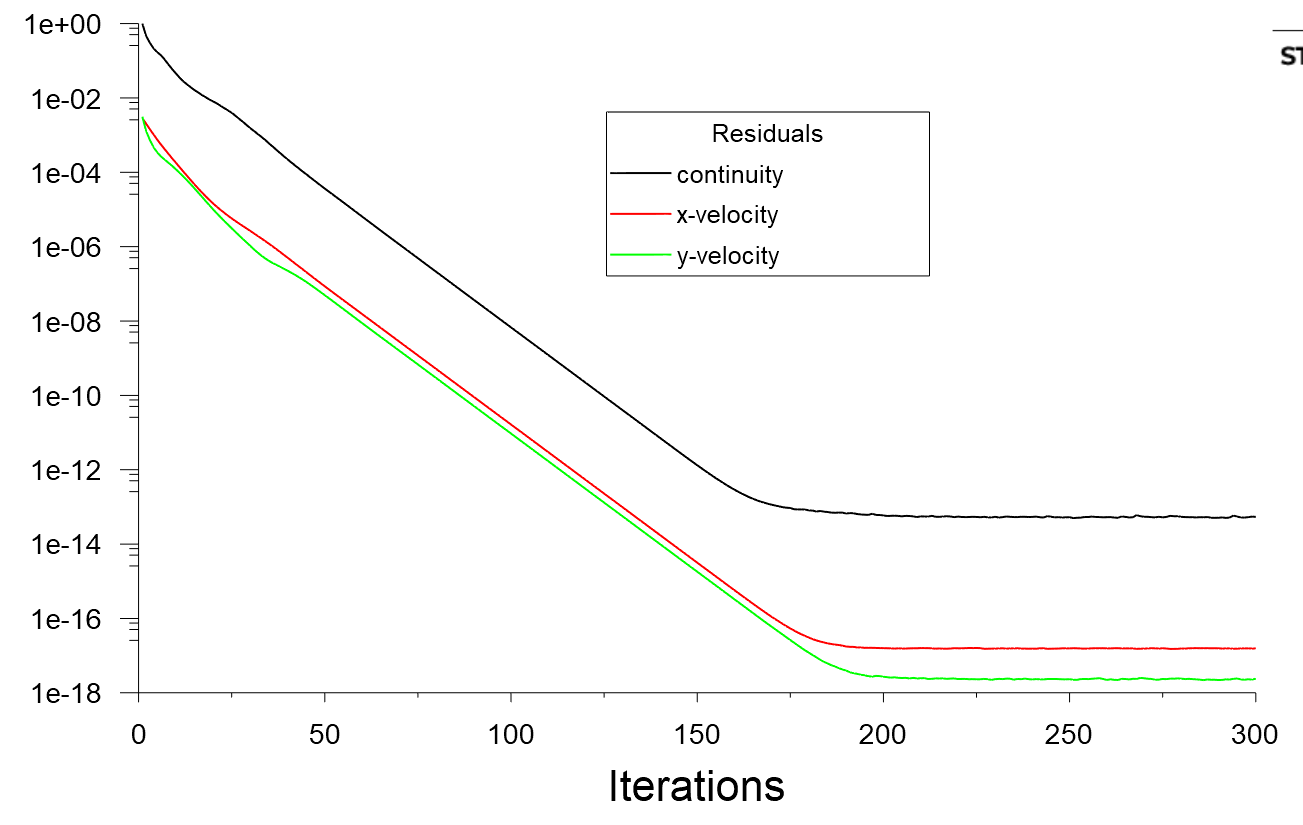 1e+00
1e-02
1e-04
1e-06
1e-08
1e-10
1e-12
1e-14
1e-16
1e-18
0 50 100 150 200 250 300
Iterations
Residuals
continuity
x-velocity
y-velocity
ST